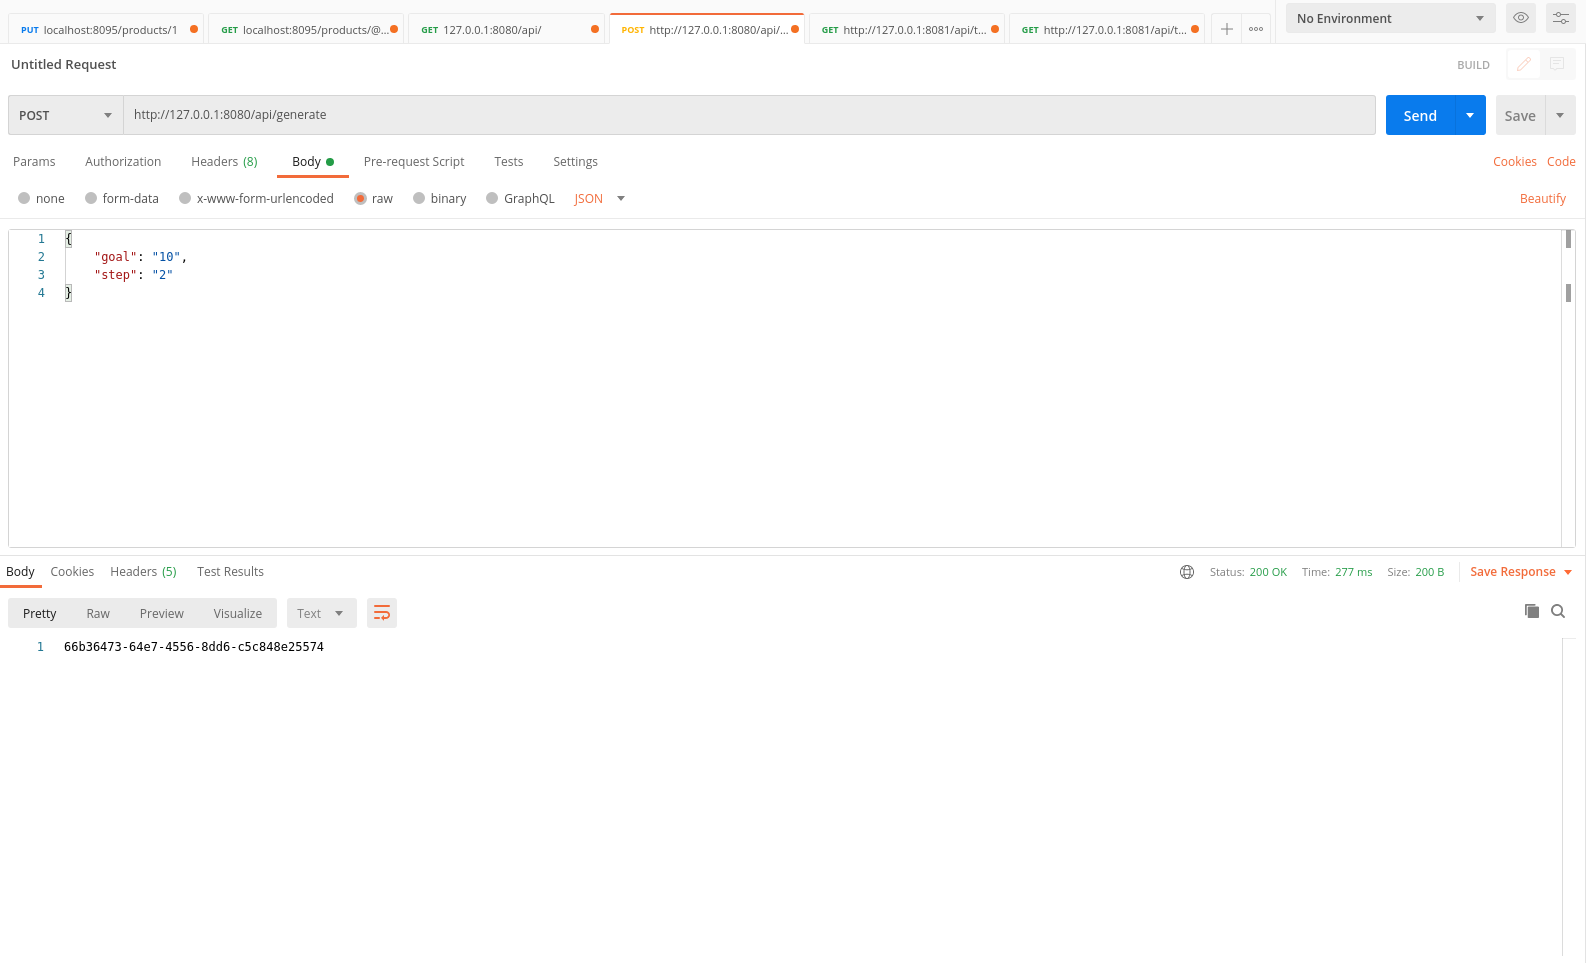 PUT localhost:8095/products/1 GET localhost:8095/products/@... GET 127.0.0.1:8080/api/ POST http://127.0.0.1:8080/api/... GET http://127.0.0.1:8081/api/t... GET http://127.0.0.1:8081/api/t... No Environment
Untitled Request BUILD
POST http://127.0.0.1:8080/api/generate Send Save
Params Authorization Headers (8) Body Pre-request Script Tests Settings Cookies Code
none form-data x-www-form-urlencoded raw binary GraphQL JSON Beautify
1 {
2 "goal": "10",
3 "step": "2"
4 }
Body Cookies Headers (5) Test Results Status: 200 OK Time: 277 ms Size: 200 B Save Response
Pretty Raw Preview Visualize Text
1 66b36473-64e7-4556-8dd6-c5c848e25574